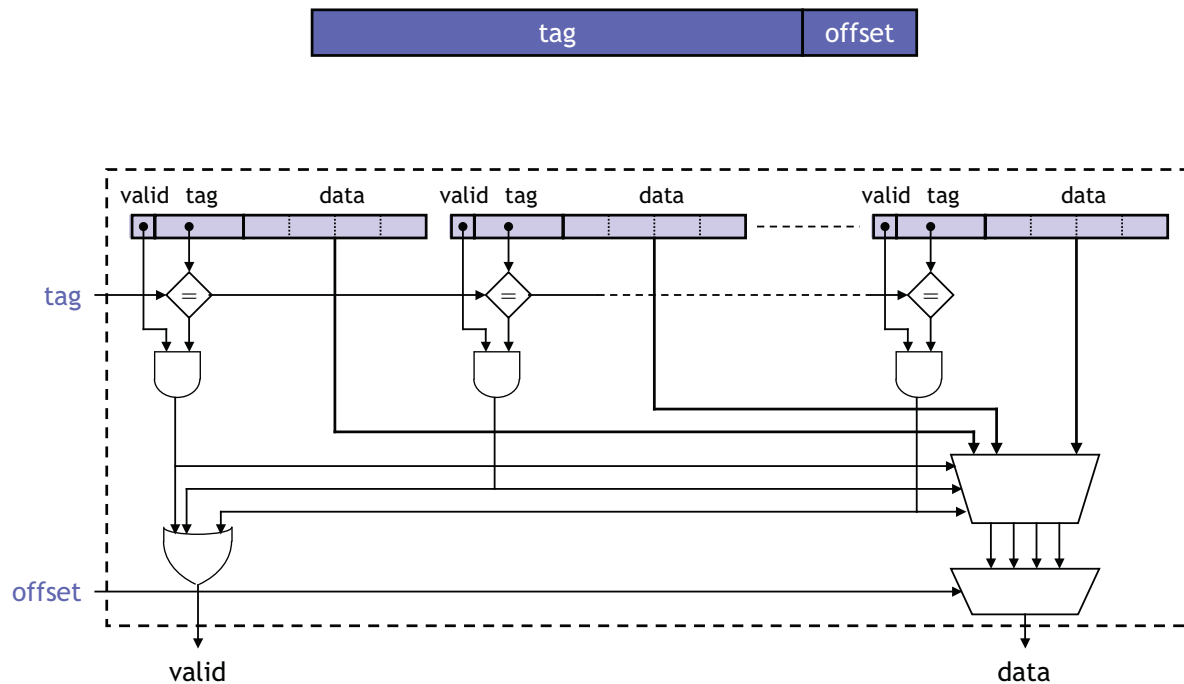 tag offset
valid tag data valid tag data valid tag data
tag = = =
offset
valid data